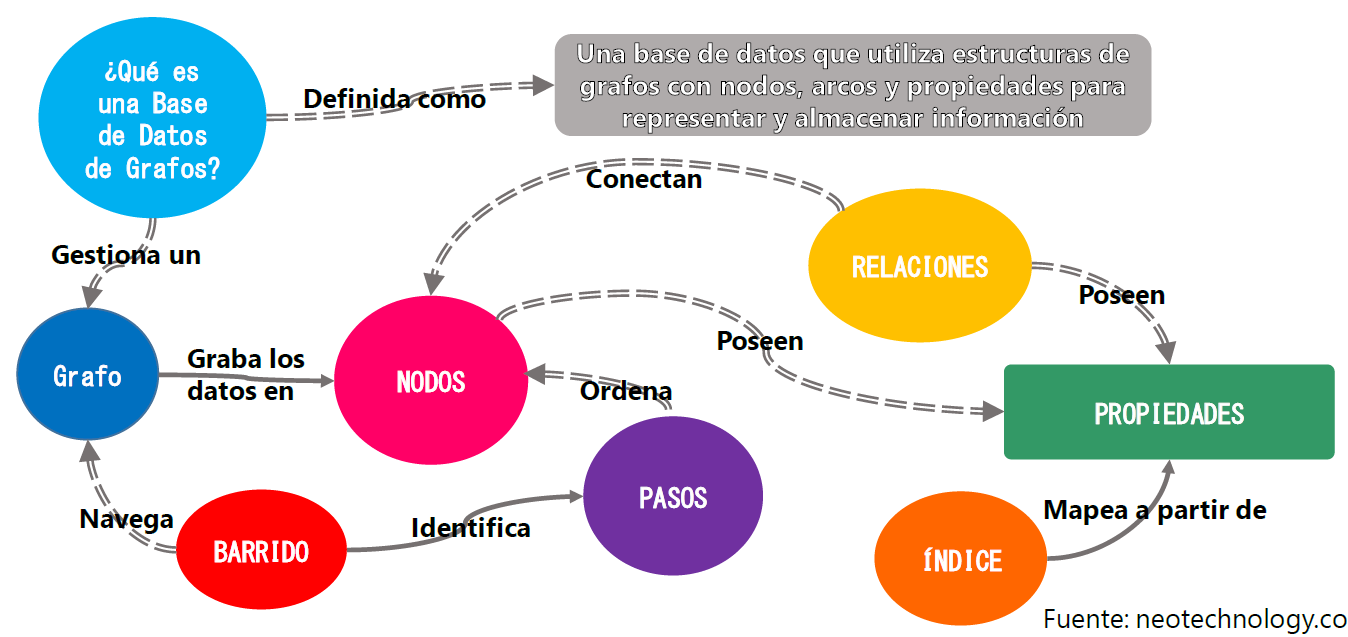 ¿Qué es
una Base
de Datos
de Grafos?
Definida como
Una base de datos que utiliza estructuras de
grafos con nodos, arcos y propiedades para
representar y almacenar información
Conectan
RELACIONES
Gestiona un
Poseen
Poseen
Grafo
Graba los
datos en
NODOS
Ordena
PROPIEDADES
Navega
BARRIDO
Identifica
PASOS
Mapea a partir de
ÍNDICE
Fuente: neotechnology.co